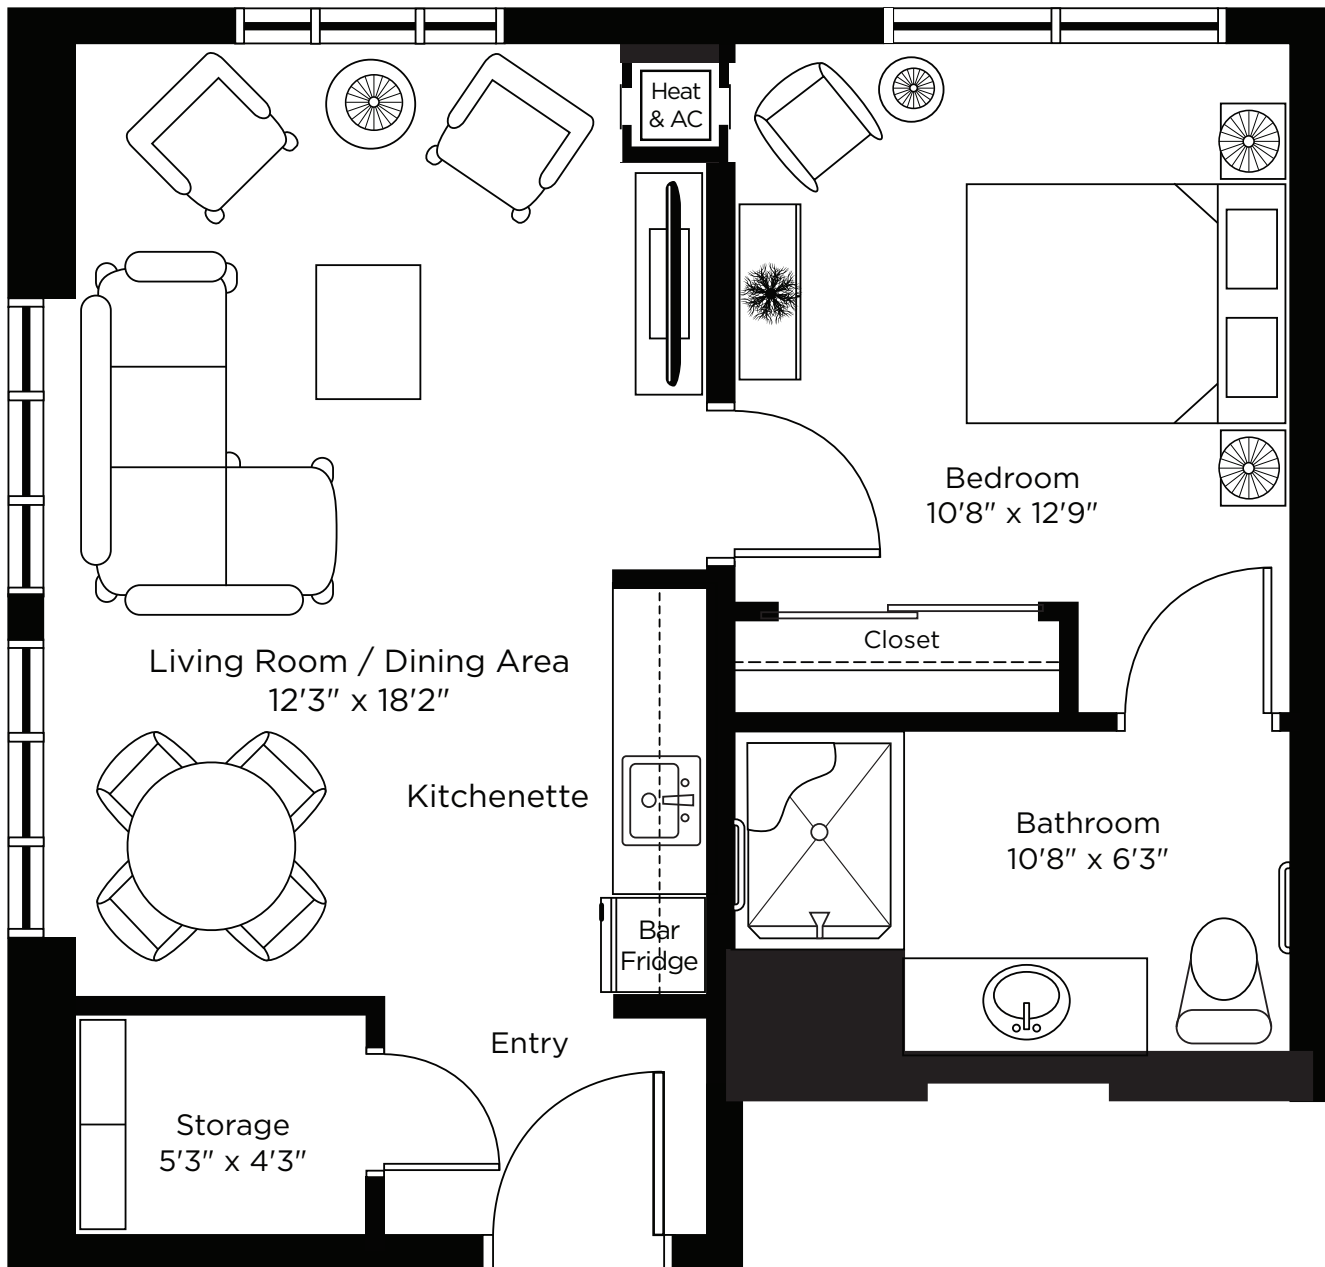 Heat
& AC
Bedroom
10'8" x 12'9"
Closet
Living Room / Dining Area
12'3" x 18'2"
Kitchenette
Bathroom
10'8" x 6'3"
Bar
Fridge
Entry
Storage
5'3" x 4'3"